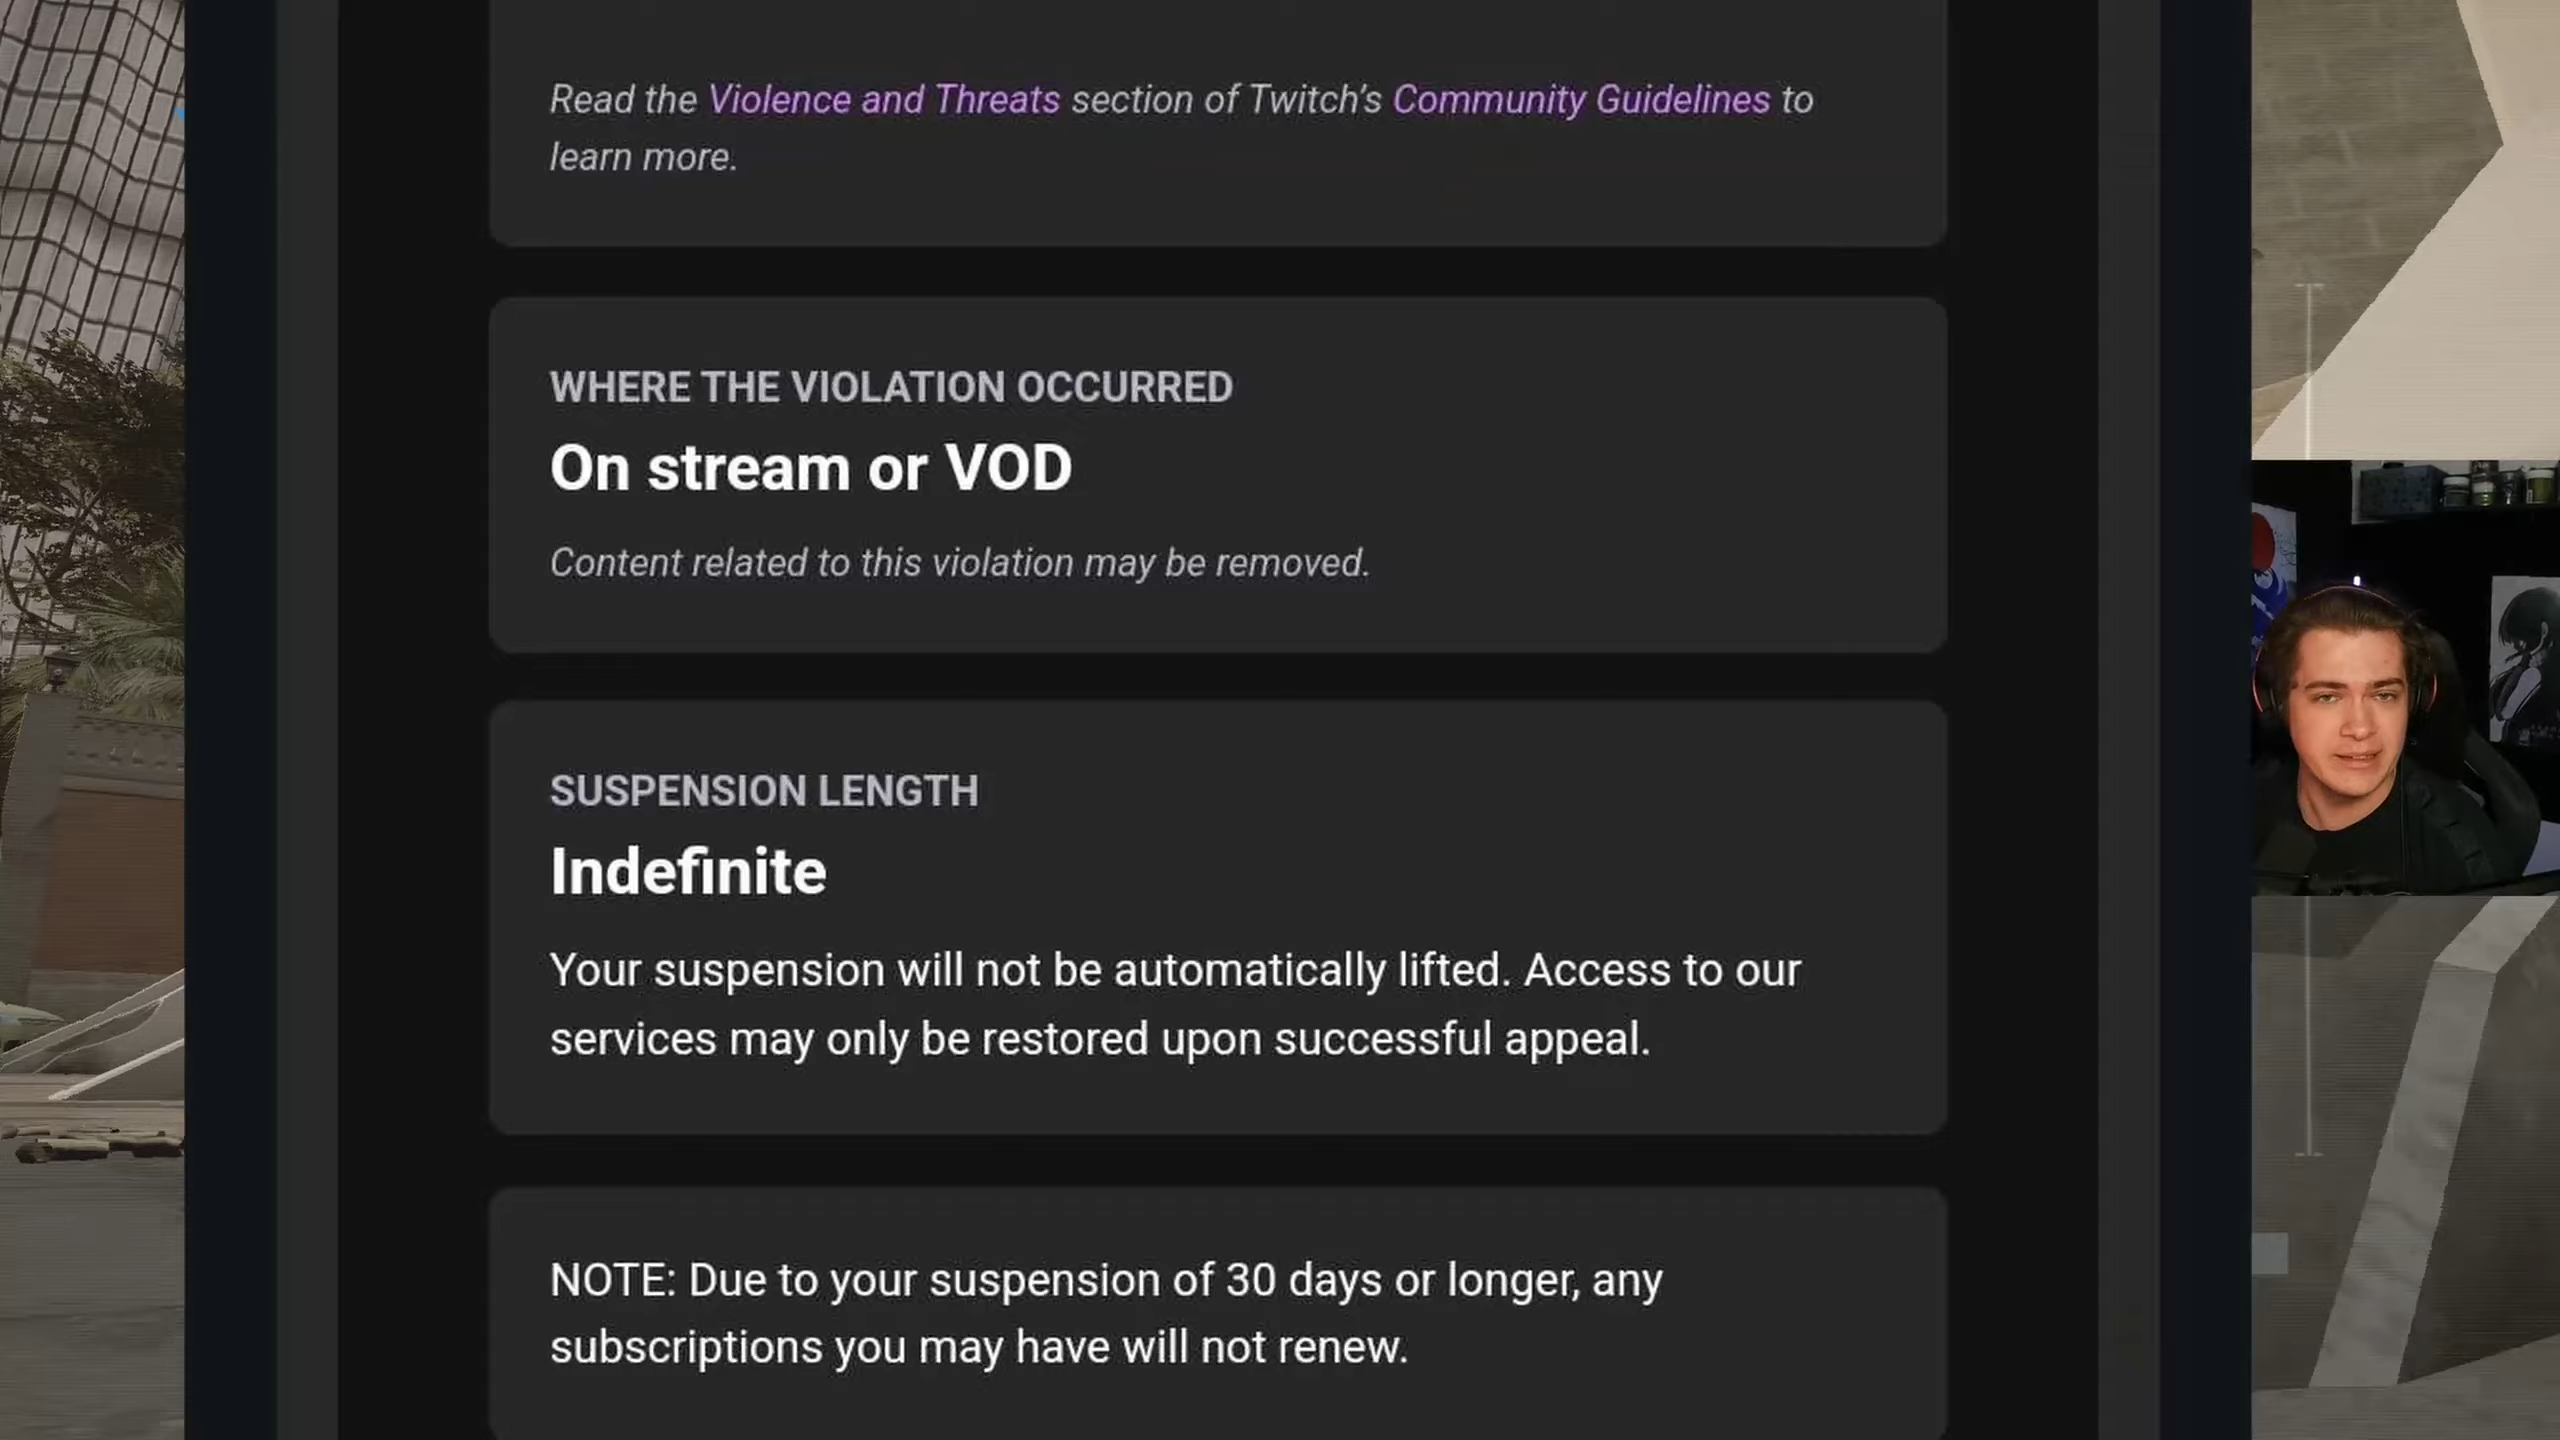 Read the Violence and Threats section of Twitch’s Community Guidelines to
learn more.
WHERE THE VIOLATION OCCURRED
On stream or VOD
Content related to this violation may be removed.
SUSPENSION LENGTH
Indefinite
Your suspension will not be automatically lifted. Access to our
services may only be restored upon successful appeal.
NOTE: Due to your suspension of 30 days or longer, any
subscriptions you may have will not renew.